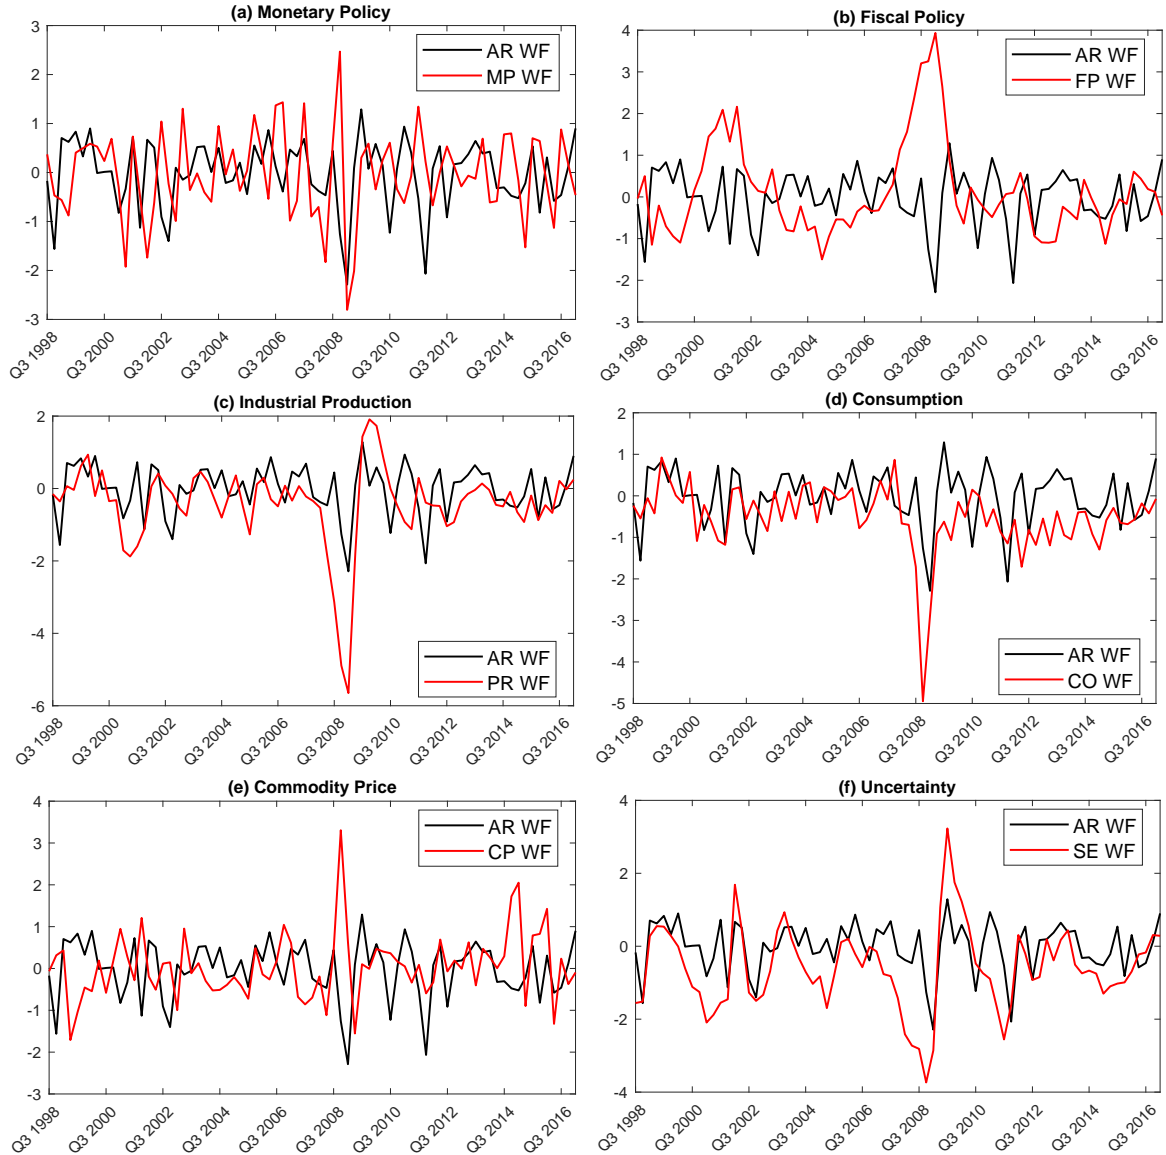 (a) Monetary Policy
3
2
1
0
-1
-2
-3
AR WF
MP WF
Q3 1998
Q3 2000
Q3 2002
Q3 2004
Q3 2006
Q3 2008
Q3 2010
Q3 2012
Q3 2014
Q3 2016
(b) Fiscal Policy
4
3
2
1
0
-1
-2
-3
AR WF
FP WF
Q3 1998
Q3 2000
Q3 2002
Q3 2004
Q3 2006
Q3 2008
Q3 2010
Q3 2012
Q3 2014
Q3 2016
(c) Industrial Production
2
0
-2
-4
-6
AR WF
PR WF
Q3 1998
Q3 2000
Q3 2002
Q3 2004
Q3 2006
Q3 2008
Q3 2010
Q3 2012
Q3 2014
Q3 2016
(d) Consumption
2
1
0
-1
-2
-3
-4
-5
AR WF
CO WF
Q3 1998
Q3 2000
Q3 2002
Q3 2004
Q3 2006
Q3 2008
Q3 2010
Q3 2012
Q3 2014
Q3 2016
(e) Commodity Price
4
3
2
1
0
-1
-2
-3
AR WF
CP WF
Q3 1998
Q3 2000
Q3 2002
Q3 2004
Q3 2006
Q3 2008
Q3 2010
Q3 2012
Q3 2014
Q3 2016
(f) Uncertainty
4
2
0
-2
-4
AR WF
SE WF
Q3 1998
Q3 2000
Q3 2002
Q3 2004
Q3 2006
Q3 2008
Q3 2010
Q3 2012
Q3 2014
Q3 2016